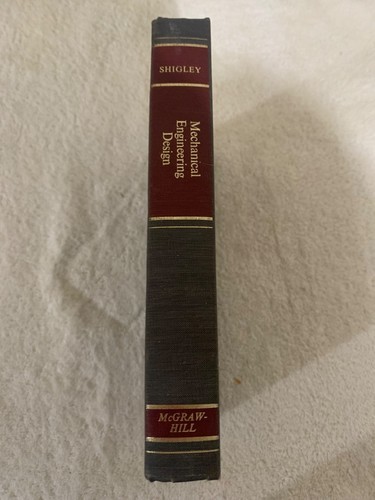 SHIGLEY
Mechanical
Engineering
Design
McGRAW-
HILL